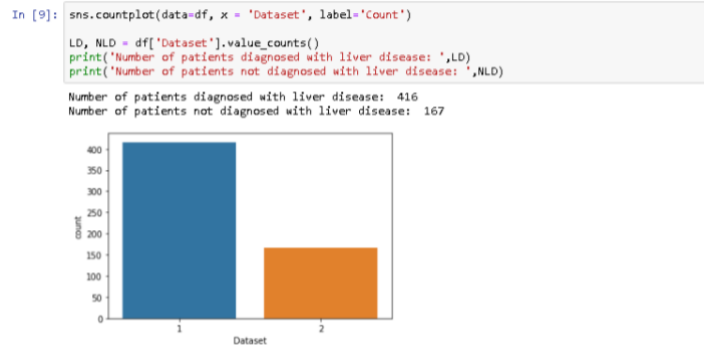 In [9]: sns.countplot(data=df, x = 'Dataset', label='Count')
LD, NLD = df['Dataset'].value_counts()
print('Number of patients diagnosed with liver disease: ',LD)
print('Number of patients not diagnosed with liver disease: ',NLD)
Number of patients diagnosed with liver disease:  416
Number of patients not diagnosed with liver disease:  167
400
350
300
250
200
150
100
50
0
count
1 2
Dataset